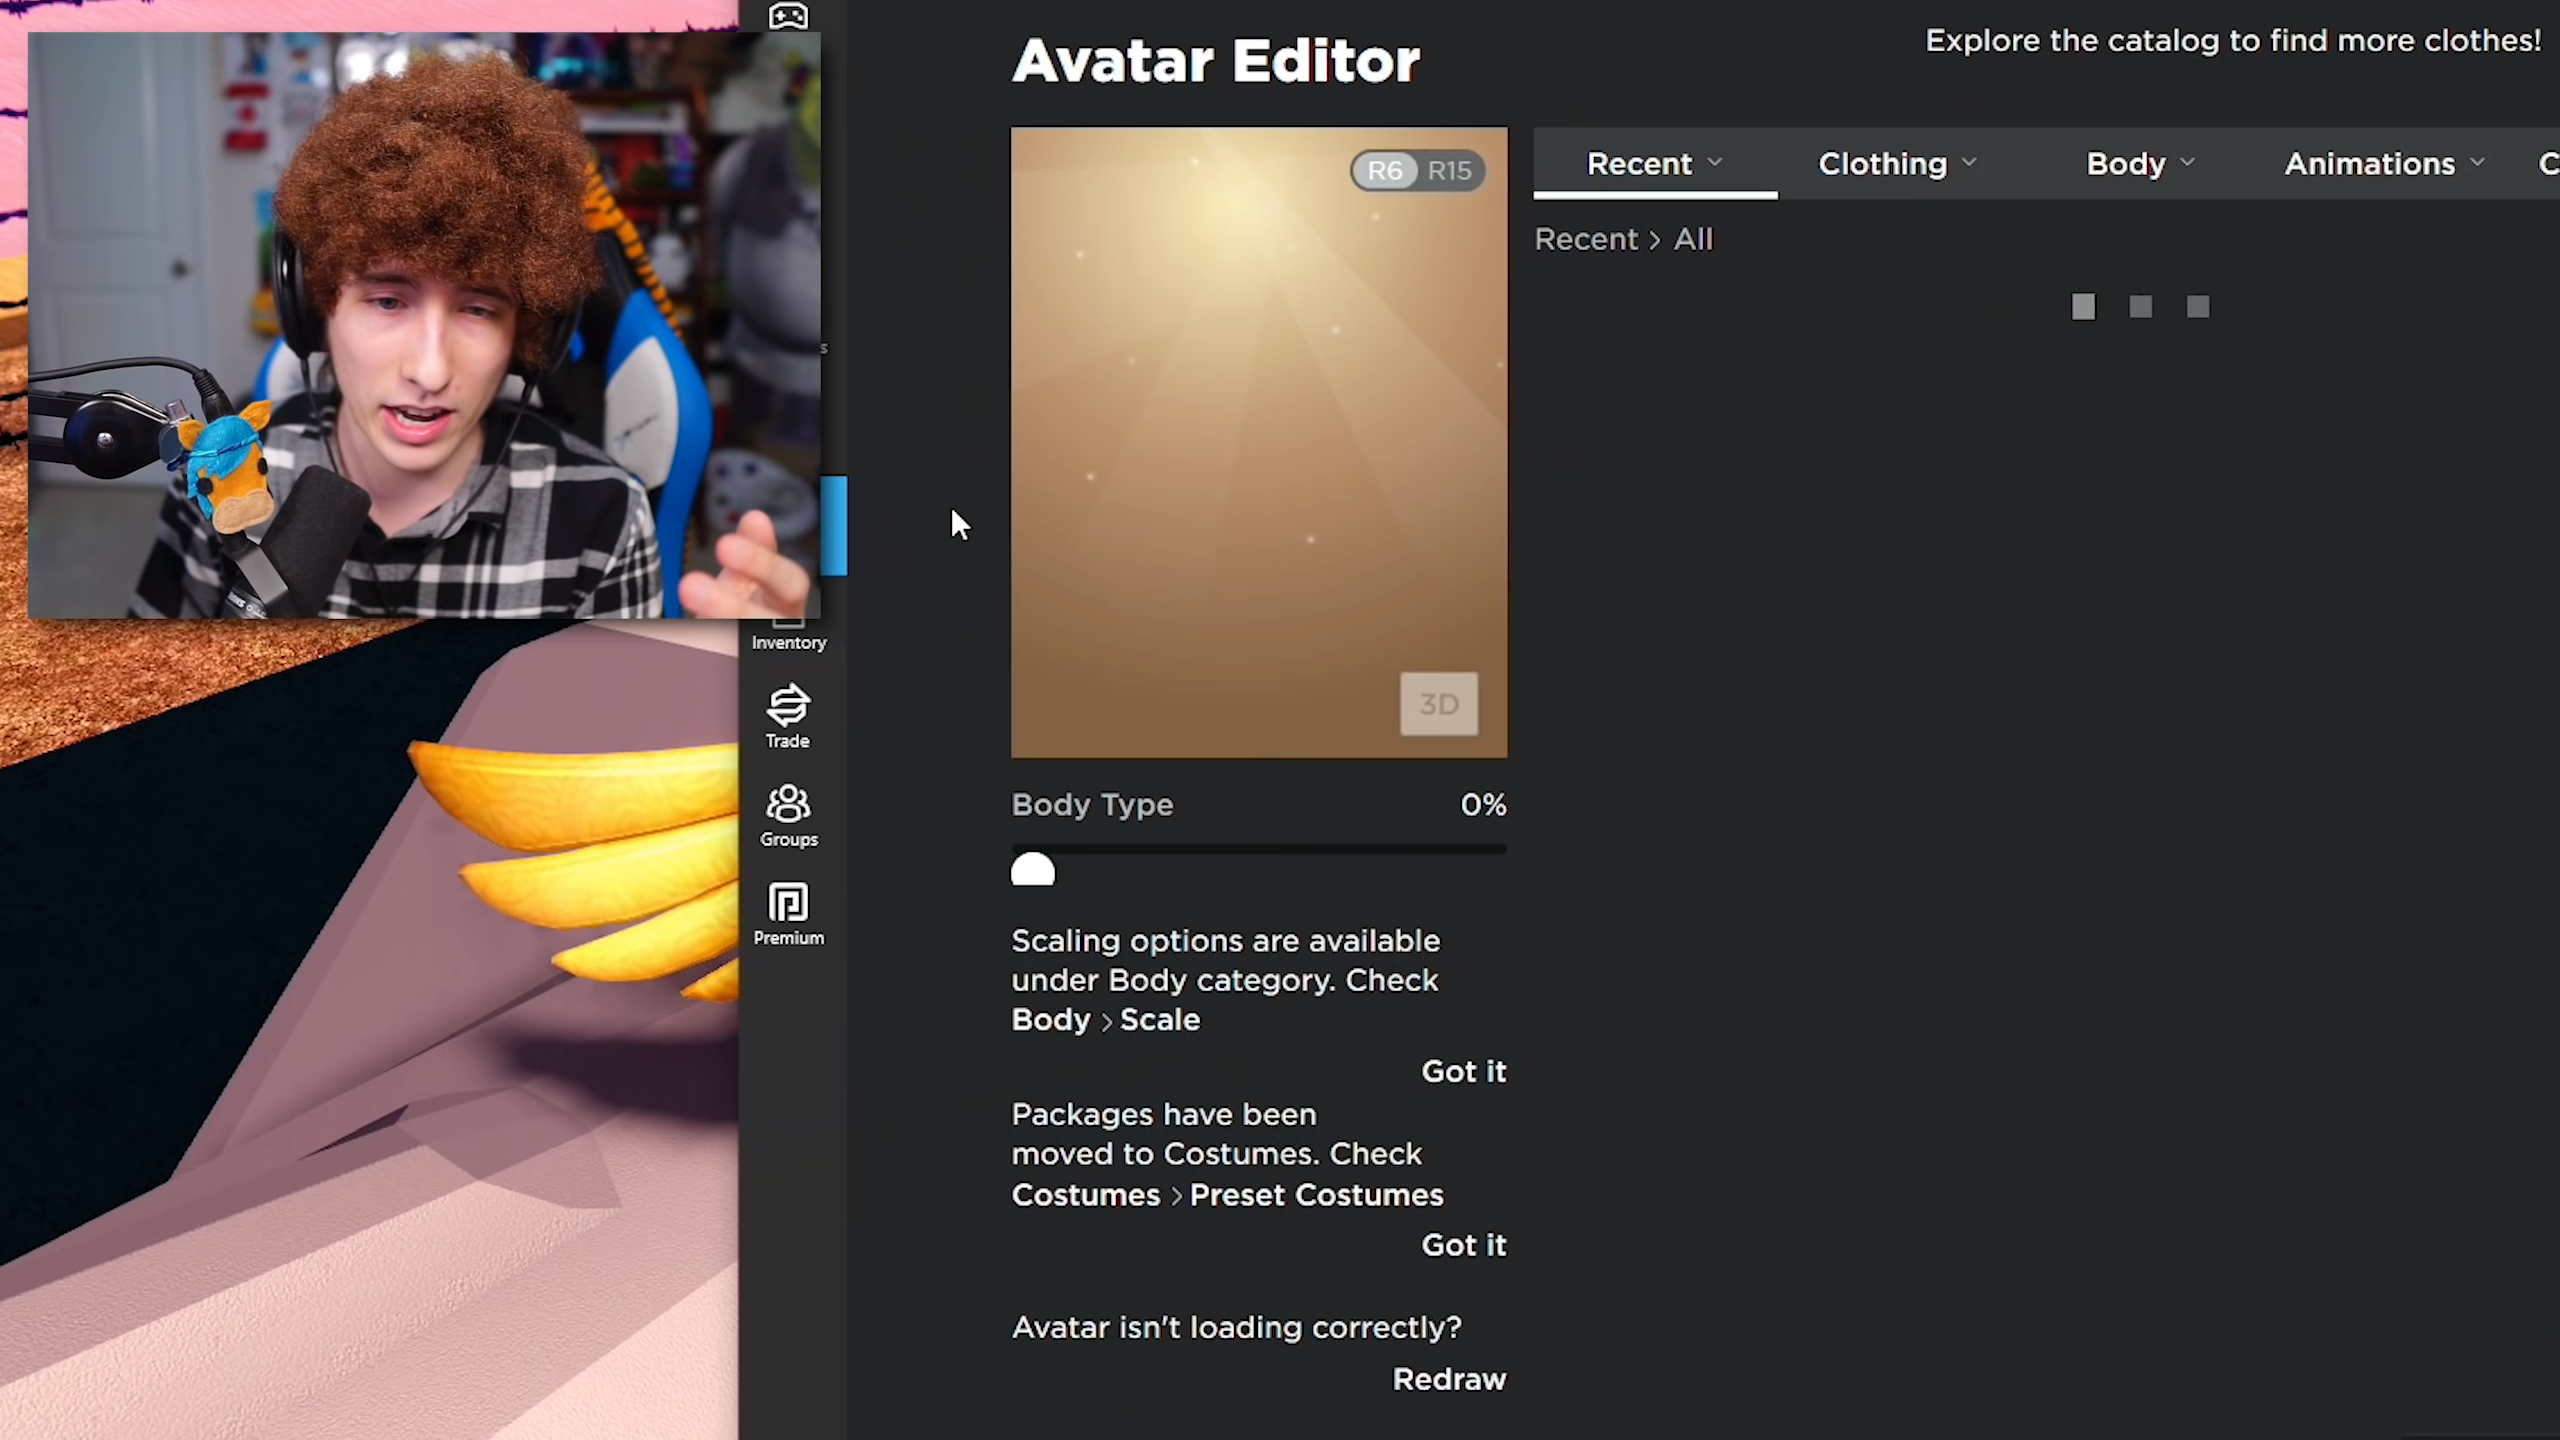 Avatar Editor
Explore the catalog to find more clothes!
R6 R15
Recent
Clothing
Body
Animations
C
Recent > All
s
3D
Inventory
Trade
Groups
Premium
Body Type 0%
Scaling options are available
under Body category. Check
Body > Scale
Got it
Packages have been
moved to Costumes. Check
Costumes > Preset Costumes
Got it
Avatar isn't loading correctly?
Redraw